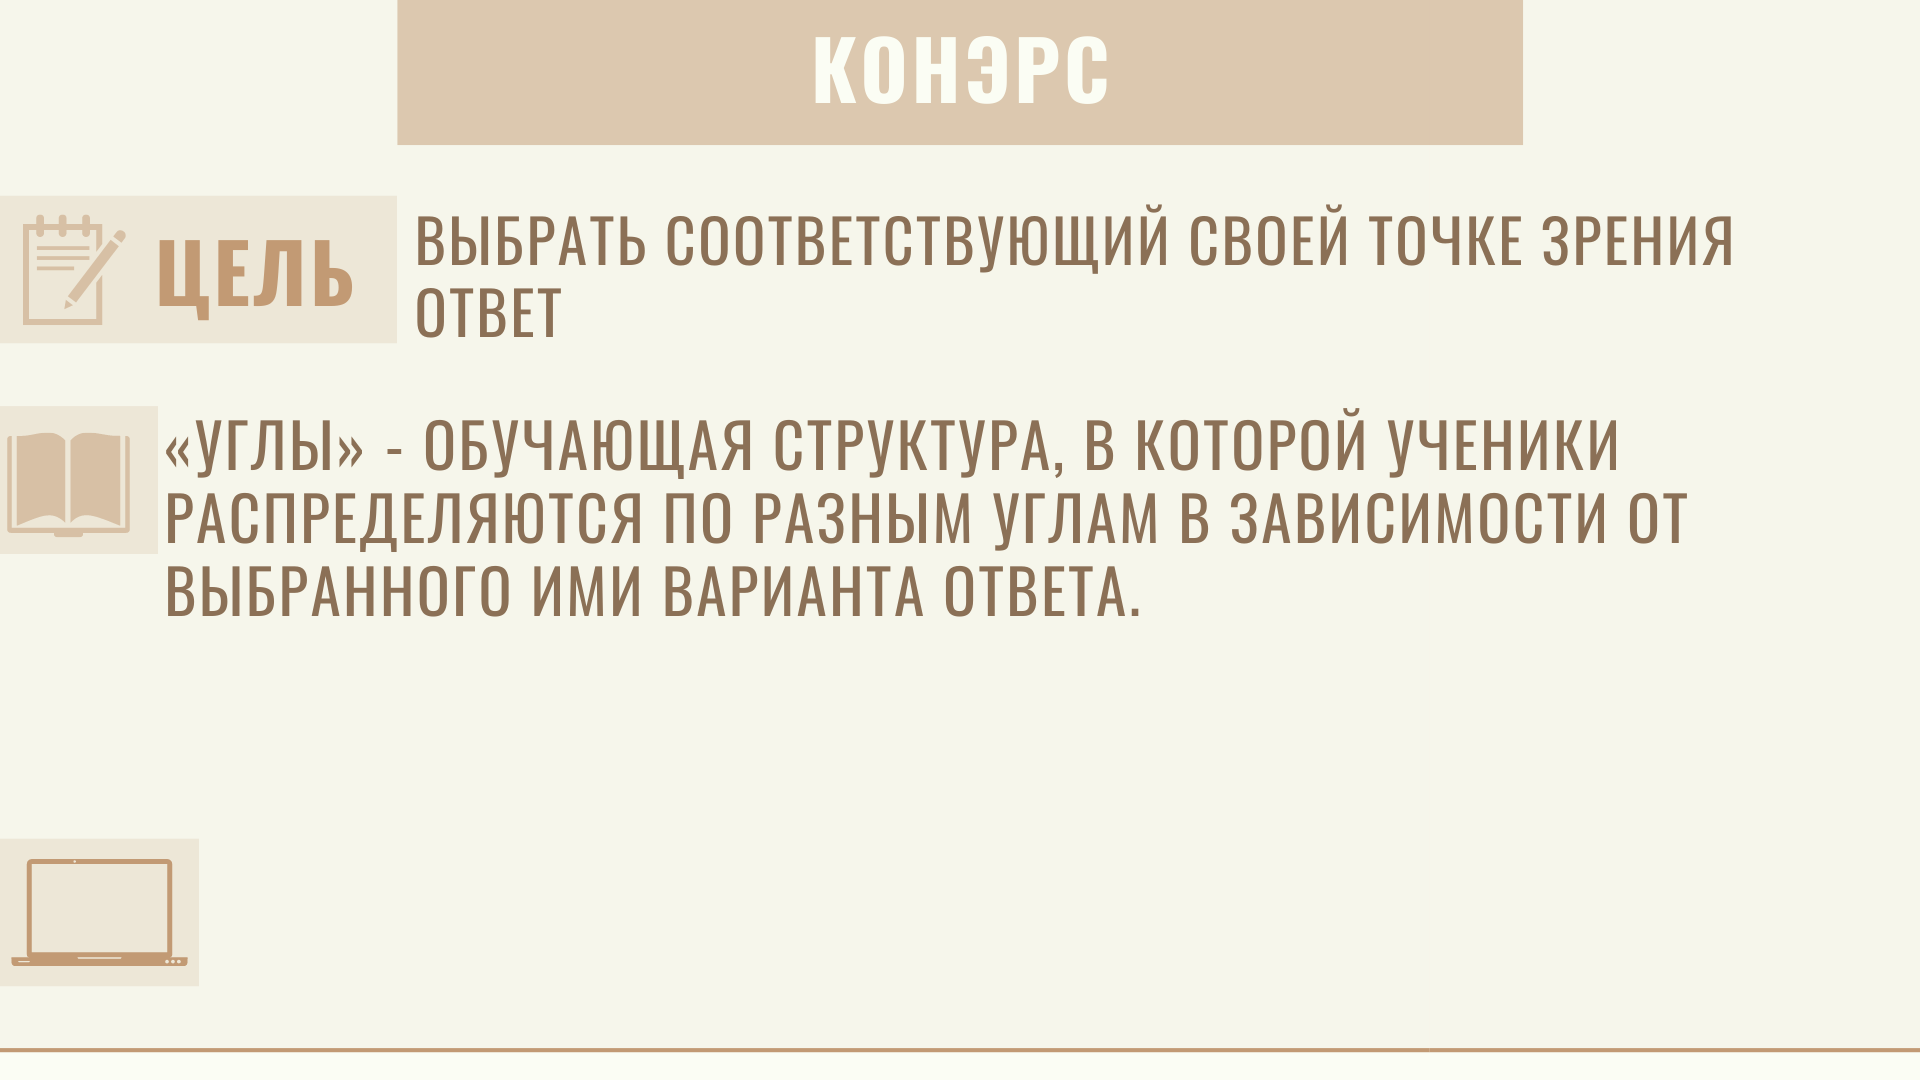 КОНЭРС
ЦЕЛЬ
ВЫБРАТЬ СООТВЕТСТВУЮЩИЙ СВОЕЙ ТОЧКЕ ЗРЕНИЯ
ОТВЕТ
«УГЛЫ» - ОБУЧАЮЩАЯ СТРУКТУРА, В КОТОРОЙ УЧЕНИКИ
РАСПРЕДЕЛЯЮТСЯ ПО РАЗНЫМ УГЛАМ В ЗАВИСИМОСТИ ОТ
ВЫБРАННОГО ИМИ ВАРИАНТА ОТВЕТА.